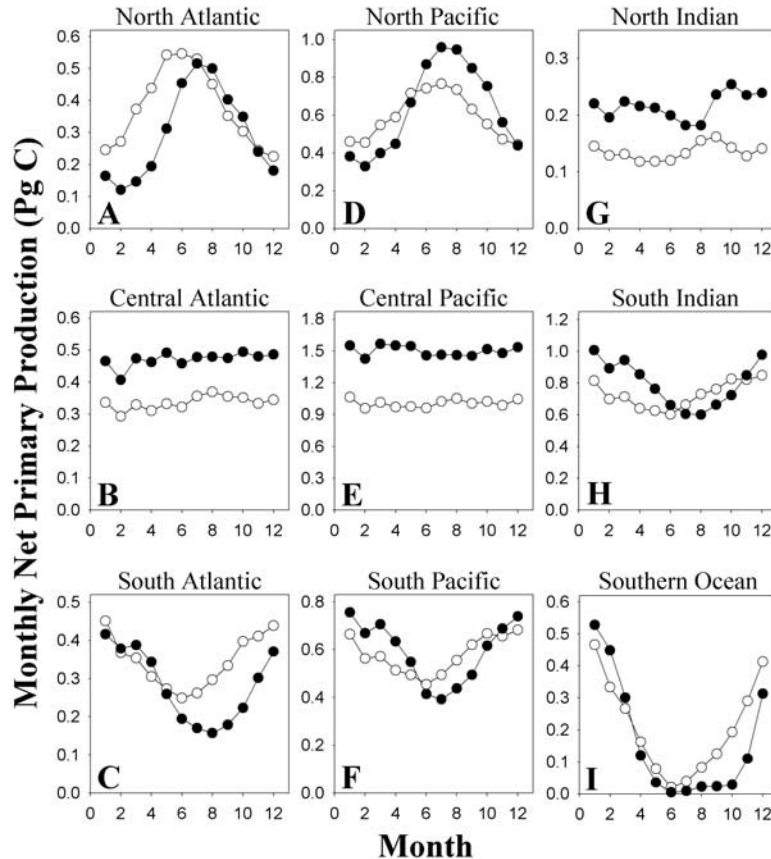 North Atlantic
North Pacific
North Indian
0.6
0.5
0.4
0.3
0.2
0.1
0.0
A
0 2 4 6 8 10 12
1.0
0.8
0.6
0.4
0.2
0.0
D
0 2 4 6 8 10 12
0.3
0.2
0.1
0.0
G
0 2 4 6 8 10 12
Central Atlantic
Central Pacific
South Indian
0.6
0.5
0.4
0.3
0.2
0.1
0.0
B
0 2 4 6 8 10 12
1.8
1.5
1.2
0.9
0.6
0.3
0.0
E
0 2 4 6 8 10 12
1.2
1.0
0.8
0.6
0.4
0.2
0.0
H
0 2 4 6 8 10 12
South Atlantic
South Pacific
Southern Ocean
0.5
0.4
0.3
0.2
0.1
0.0
C
0 2 4 6 8 10 12
0.8
0.6
0.4
0.2
0.0
F
0 2 4 6 8 10 12
0.6
0.5
0.4
0.3
0.2
0.1
0.0
I
0 2 4 6 8 10 12
Monthly Net Primary Production (Pg C)
Month